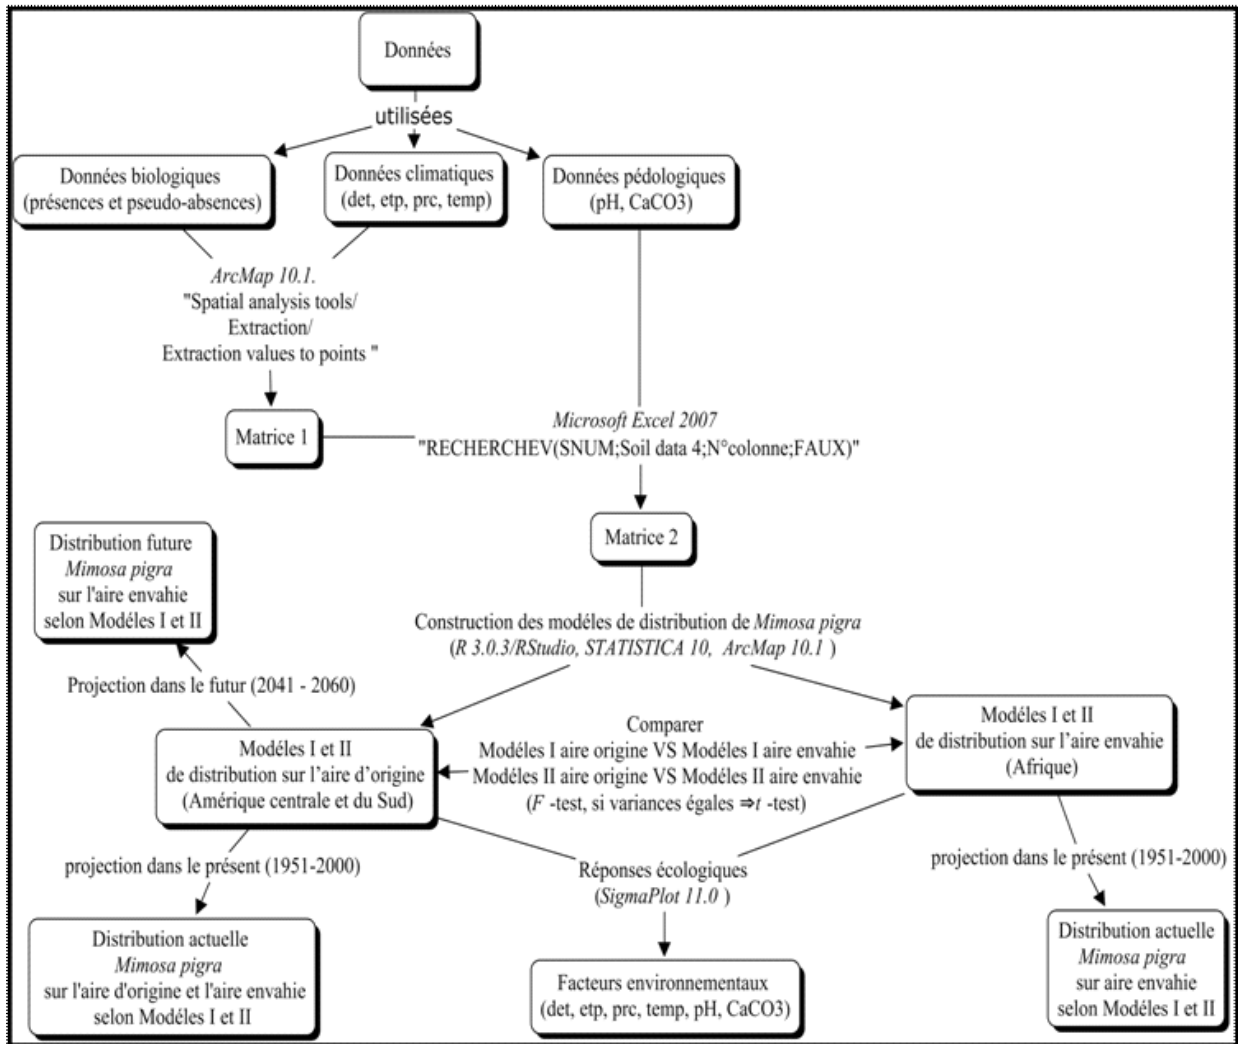 Données
utilisées
Données biologiques
(présences et pseudo-absences)
Données climatiques
(det, etp, prc, temp)
Données pédologiques
(pH, CaCO3)
ArcMap 10.1.
"Spatial analysis tools/
Extraction/
Extraction values to points "
Matrice 1
Microsoft Excel 2007
"RECHERCHEV(SNUM;Soil data 4;N°colonne;FAUX)"
Matrice 2
Distribution future
Mimosa pigra
sur l'aire envahie
selon Modéles I et II
Construction des modéles de distribution de Mimosa pigra
(R 3.0.3/RStudio, STATISTICA 10, ArcMap 10.1 )
Projection dans le futur (2041 - 2060)
Modéles I et II
de distribution sur l’aire d’origine
(Amérique centrale et du Sud)
Comparer
Modéles I aire origine VS Modéles I aire envahie
Modéles II aire origine VS Modéles II aire envahie
(F -test, si variances égales ⇒t -test)
Modéles I et II
de distribution sur l’aire envahie
(Afrique)
projection dans le présent (1951-2000)
Réponses écologiques
(SigmaPlot 11.0 )
projection dans le présent (1951-2000)
Distribution actuelle
Mimosa pigra
sur l'aire d'origine et l'aire envahie
selon Modéles I et II
Facteurs environnementaux
(det, etp, prc, temp, pH, CaCO3)
Distribution actuelle
Mimosa pigra
sur aire envahie
selon Modéles I et II